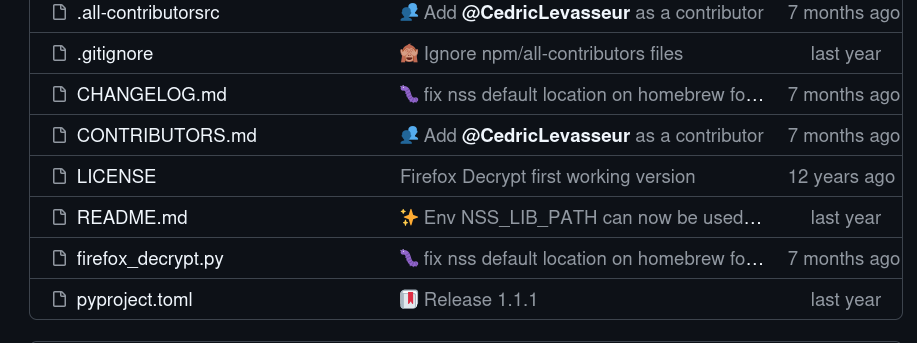 .all-contributorsrc 👥 Add @CedricLevasseur as a contributor 7 months ago
.gitignore 🙈 Ignore npm/all-contributors files last year
CHANGELOG.md 🐛 fix nss default location on homebrew fo... 7 months ago
CONTRIBUTORS.md 👥 Add @CedricLevasseur as a contributor 7 months ago
LICENSE Firefox Decrypt first working version 12 years ago
README.md ✨ Env NSS_LIB_PATH can now be used... last year
firefox_decrypt.py 🐛 fix nss default location on homebrew fo... 7 months ago
pyproject.toml 🔖 Release 1.1.1 last year